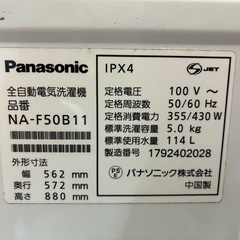 Panasonic
全自動電気洗濯機
品番
NA-F50B11
外形寸法
幅 562 mm
奥行 572 mm
高さ 880 mm
IPX4
JET
定格電圧 100 V～
定格周波数 50/60 Hz
定格消費電力 355/430 W
標準洗濯容量 5.0 kg
標準使用水量 114 L
製造番号 1792402028
PS E
パナソニック株式会社
中国製